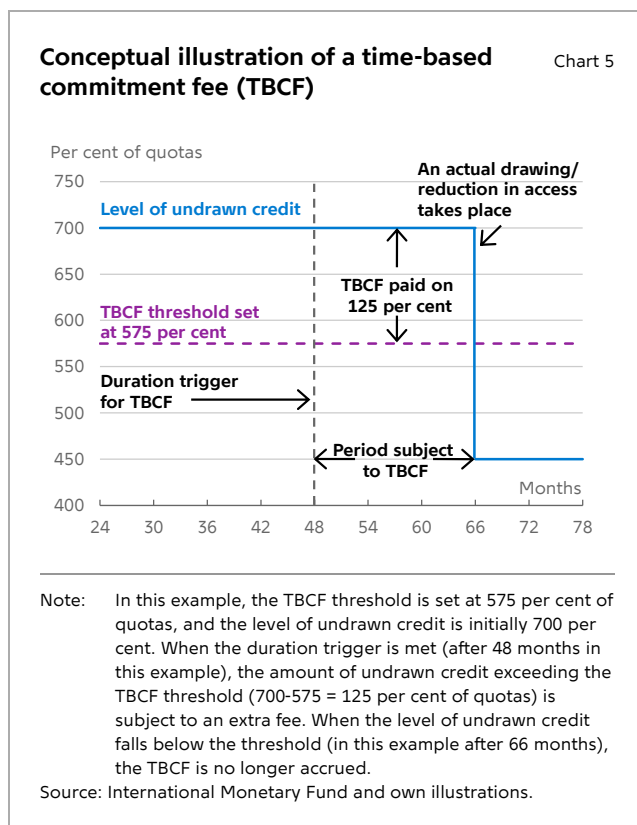 Conceptual illustration of a time-based
commitment fee (TBCF)
Chart 5
Per cent of quotas
750
700
650
600
550
500
450
400
Level of undrawn credit
An actual drawing/
reduction in access
takes place
TBCF paid on
125 per cent
TBCF threshold set
at 575 per cent
Duration trigger
for TBCF
Period subject
to TBCF
Months
24 30 36 42 48 54 60 66 72 78
Note: In this example, the TBCF threshold is set at 575 per cent of
quotas, and the level of undrawn credit is initially 700 per
cent. When the duration trigger is met (after 48 months in
this example), the amount of undrawn credit exceeding the
TBCF threshold (700-575 = 125 per cent of quotas) is
subject to an extra fee. When the level of undrawn credit
falls below the threshold (in this example after 66 months),
the TBCF is no longer accrued.
Source: International Monetary Fund and own illustrations.